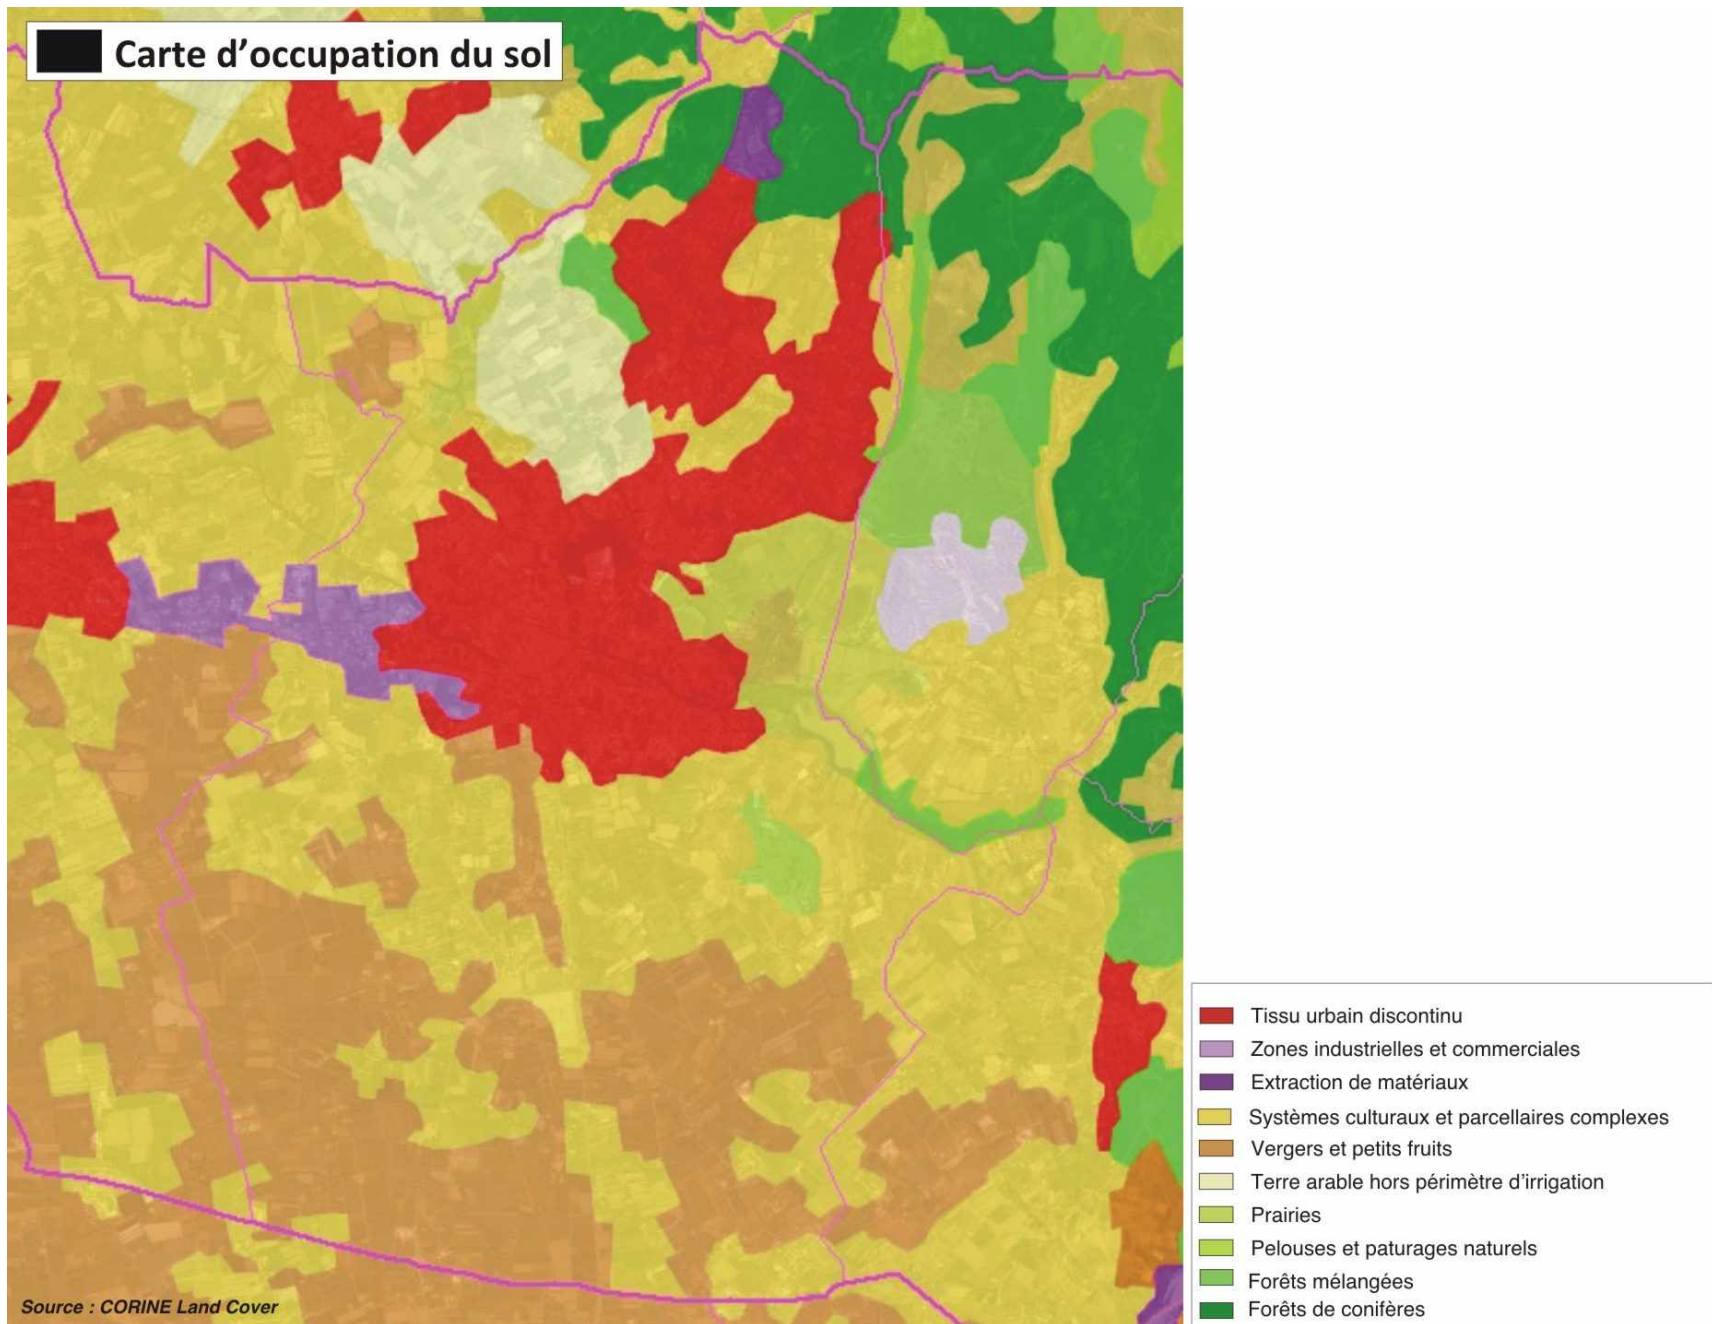 Carte d’occupation du sol
Tissu urbain discontinu
Zones industrielles et commerciales
Extraction de matériaux
Systèmes culturaux et parcellaires complexes
Vergers et petits fruits
Terre arable hors périmètre d’irrigation
Prairies
Pelouses et paturages naturels
Forêts mélangées
Forêts de conifères
Source : CORINE Land Cover